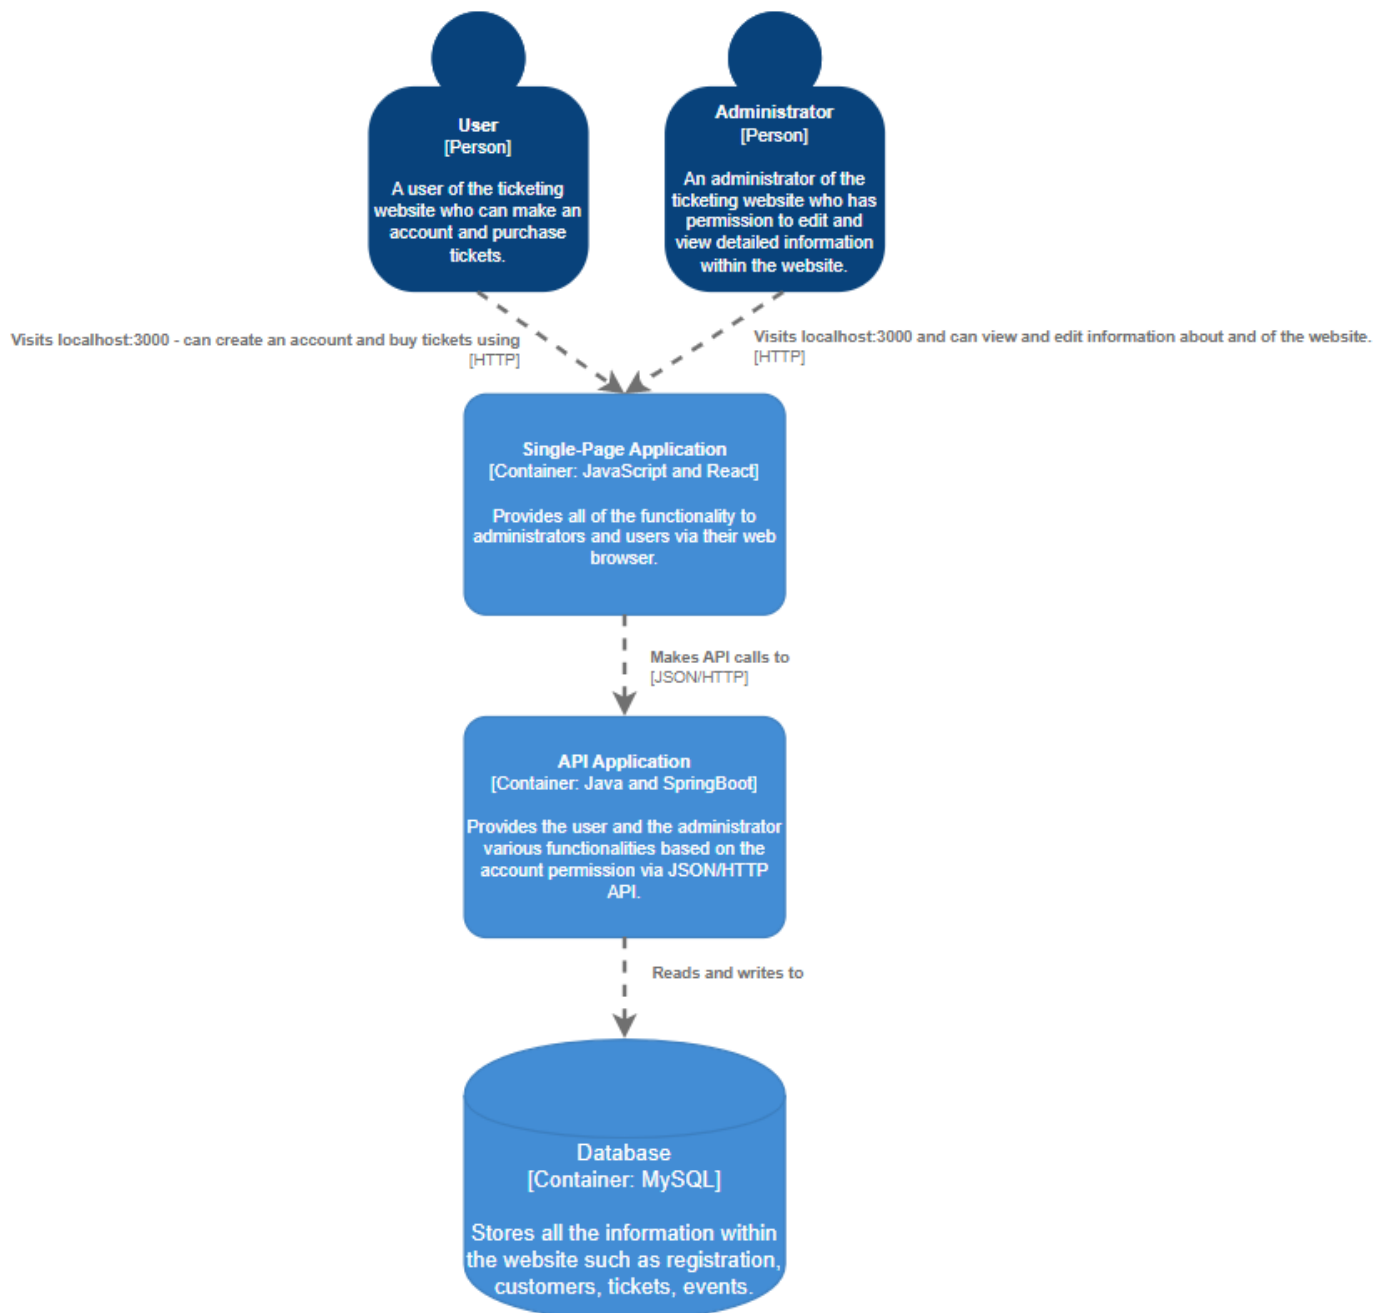 User
[Person]
A user of the ticketing
website who can make an
account and purchase
tickets.
Administrator
[Person]
An administrator of the
ticketing website who has
permission to edit and
view detailed information
within the website.
Visits localhost:3000 - can create an account and buy tickets using
[HTTP]
Visits localhost:3000 and can view and edit information about and of the website.
[HTTP]
Single-Page Application
[Container: JavaScript and React]
Provides all of the functionality to
administrators and users via their web
browser.
Makes API calls to
[JSON/HTTP]
API Application
[Container: Java and SpringBoot]
Provides the user and the administrator
various functionalities based on the
account permission via JSON/HTTP
API.
Reads and writes to
Database
[Container: MySQL]
Stores all the information within
the website such as registration,
customers, tickets, events.